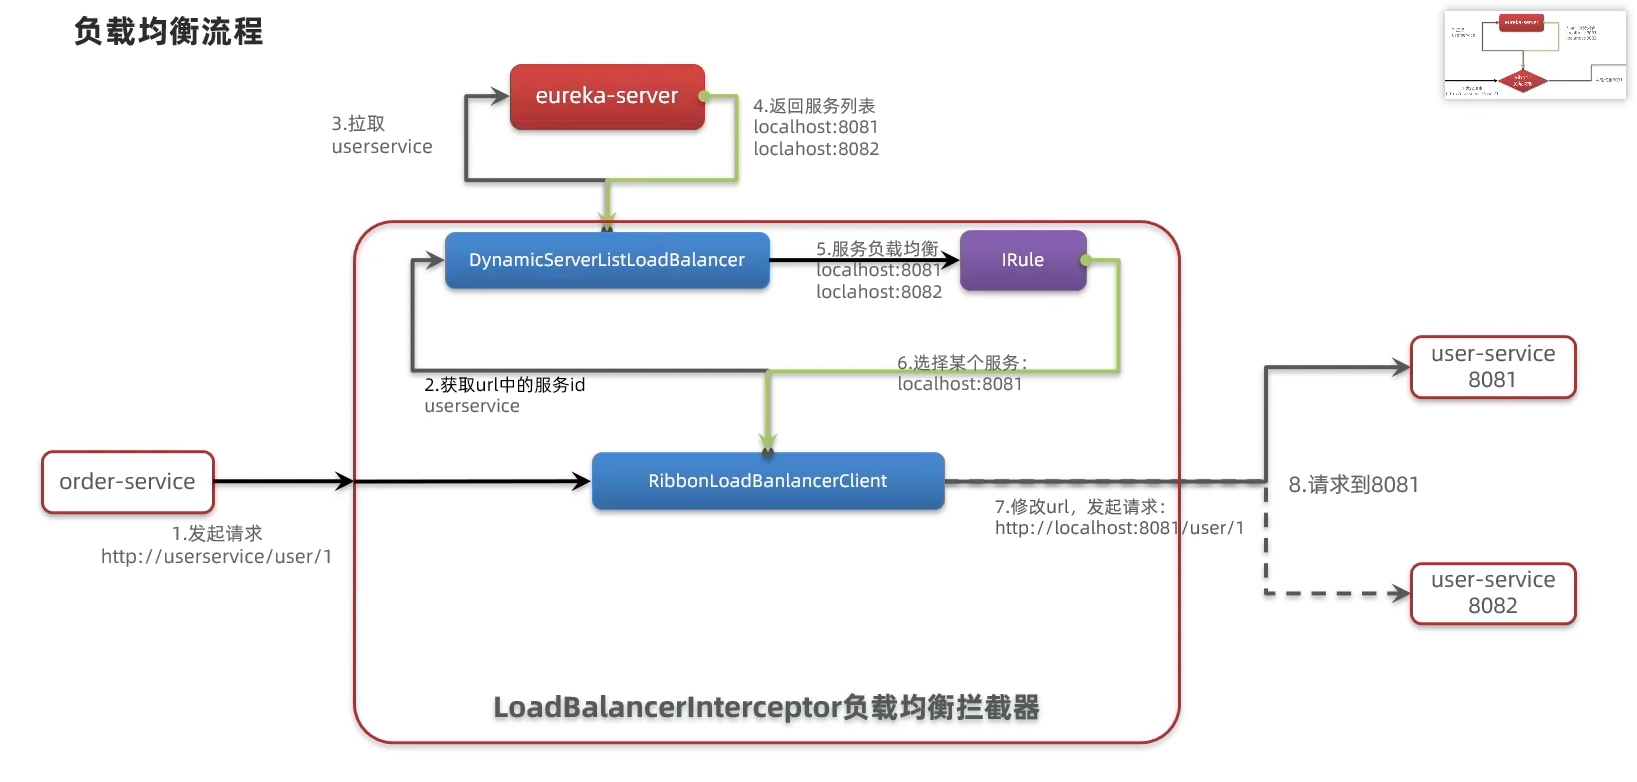 负载均衡流程
eureka-server
3.拉取
userservice
4.返回服务列表
localhost:8081
loclahost:8082
DynamicServerListLoadBalancer
5.服务负载均衡
localhost:8081
loclahost:8082
IRule
6.选择某个服务：
localhost:8081
2.获取url中的服务id
userservice
order-service
1.发起请求
http://userservice/user/1
RibbonLoadBanlancerClient
7.修改url，发起请求：
http://localhost:8081/user/1
8.请求到8081
user-service
8081
user-service
8082
LoadBalancerInterceptor负载均衡拦截器
eureka-server